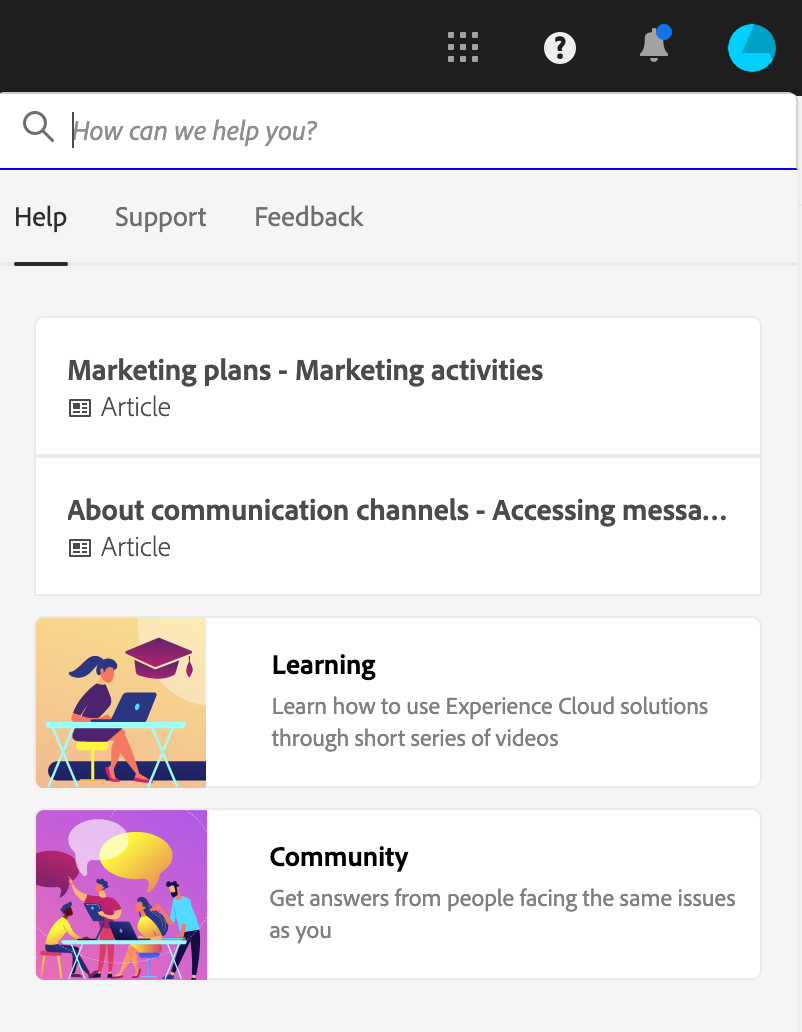 How can we help you?
Help Support Feedback
Marketing plans - Marketing activities
Article
About communication channels - Accessing messa...
Article
Learning
Learn how to use Experience Cloud solutions
through short series of videos
Community
Get answers from people facing the same issues
as you